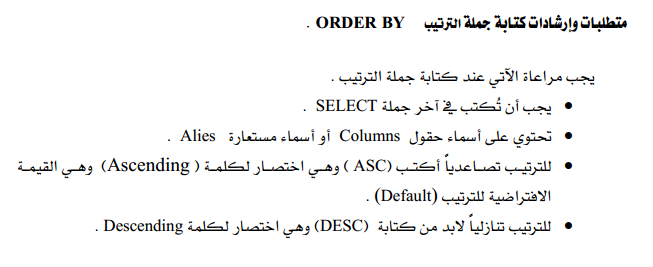 متطلبات وإرشادات كتابة جملة الترتيب ORDER BY .
يجب مراعاة الآتي عند كتابة جملة الترتيب .
• يجب أن تُكتب في آخر جملة SELECT .
• تحتوي على أسماء حقول Columns أو أسماء مستعارة Alies .
• للترتيب تصاعدياً أكتب (ASC ) وهي اختصار لكلمة ( Ascending) وهي القيمة
الافتراضية للترتيب (Default) .
• للترتيب تنازلياً لابد من كتابة (DESC) وهي اختصار لكلمة Descending .